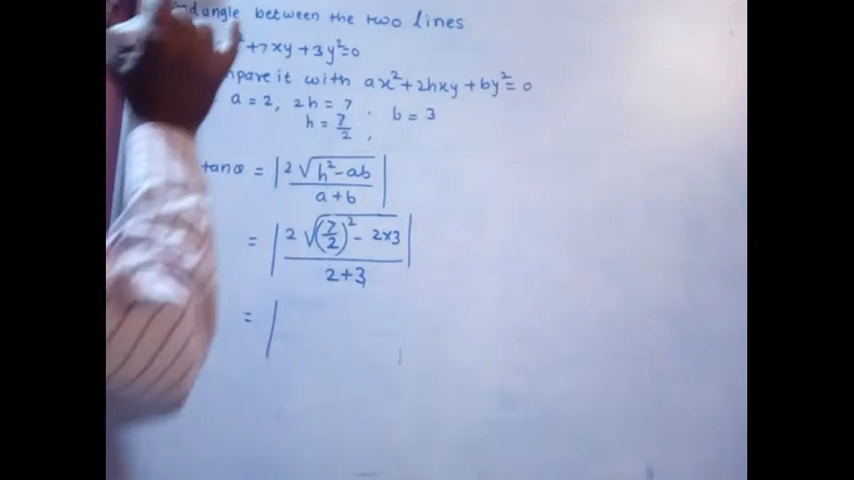 angle between the two lines
²+7xy+3y²=0
it with ax²+2hxy+by²=0
a=2, 2h=7, b=3
h=7/2,
tanθ = |2√(h²-ab)/(a+b)|
= |2√((7/2)²-2×3)/(2+3)|
= |